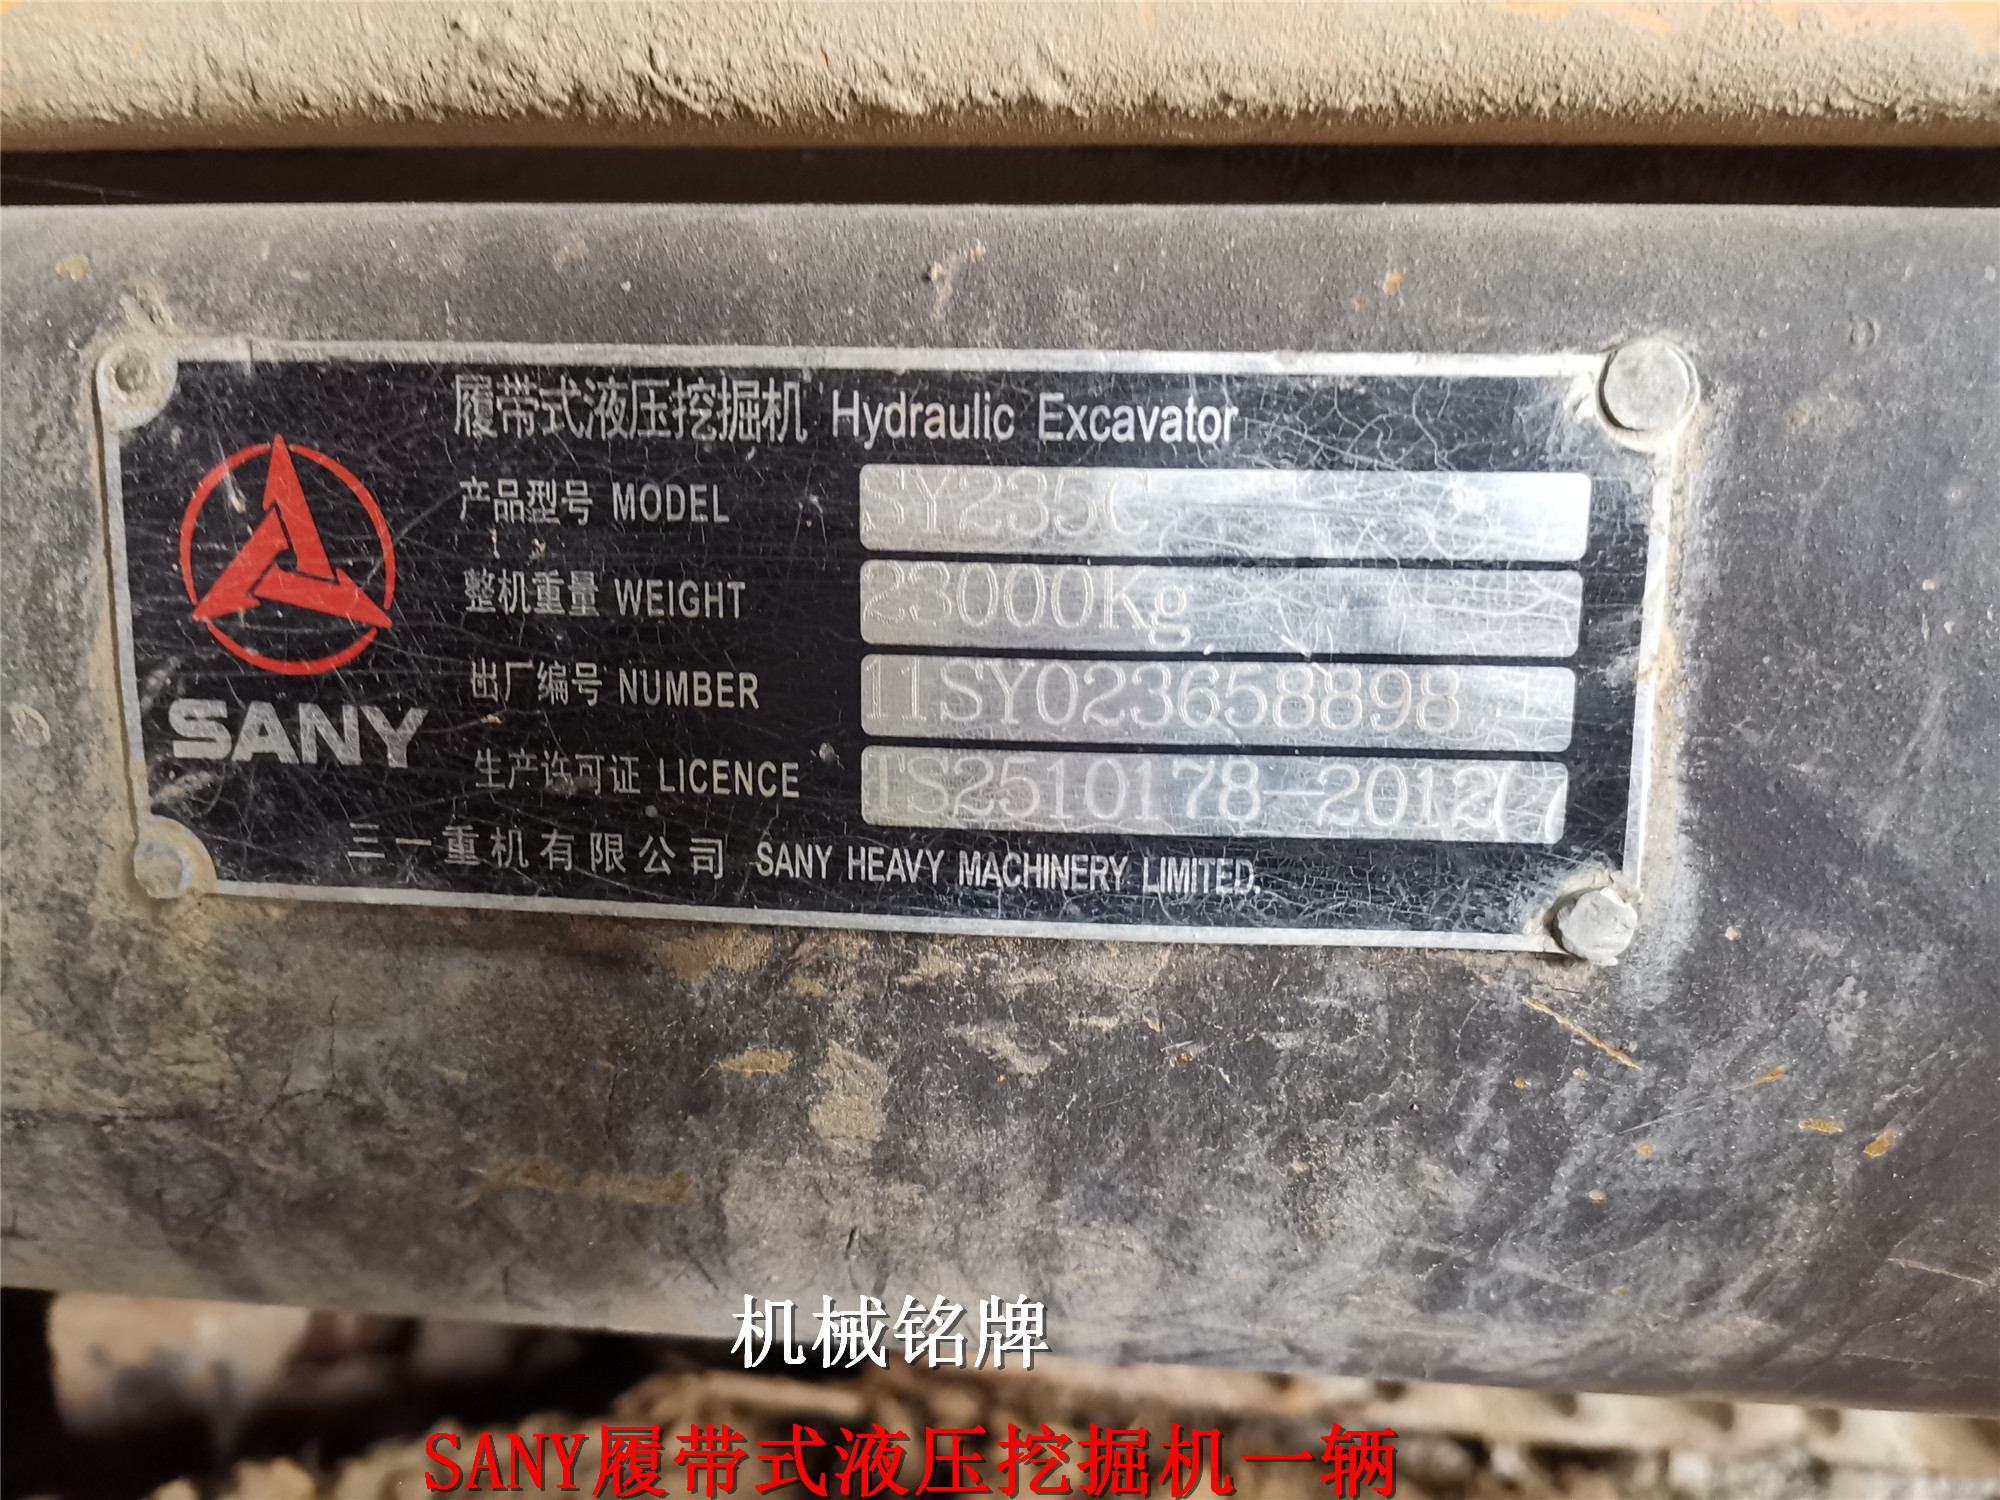 履带式液压挖掘机 Hydraulic Excavator
产品型号 MODEL SY235C
整机重量 WEIGHT 23000Kg
出厂编号 NUMBER 11SY023658898
生产许可证 LICENCE TS2510178-2012
SANY
三一重机有限公司 SANY HEAVY MACHINERY LIMITED.
机械铭牌
SANY履带式液压挖掘机一辆